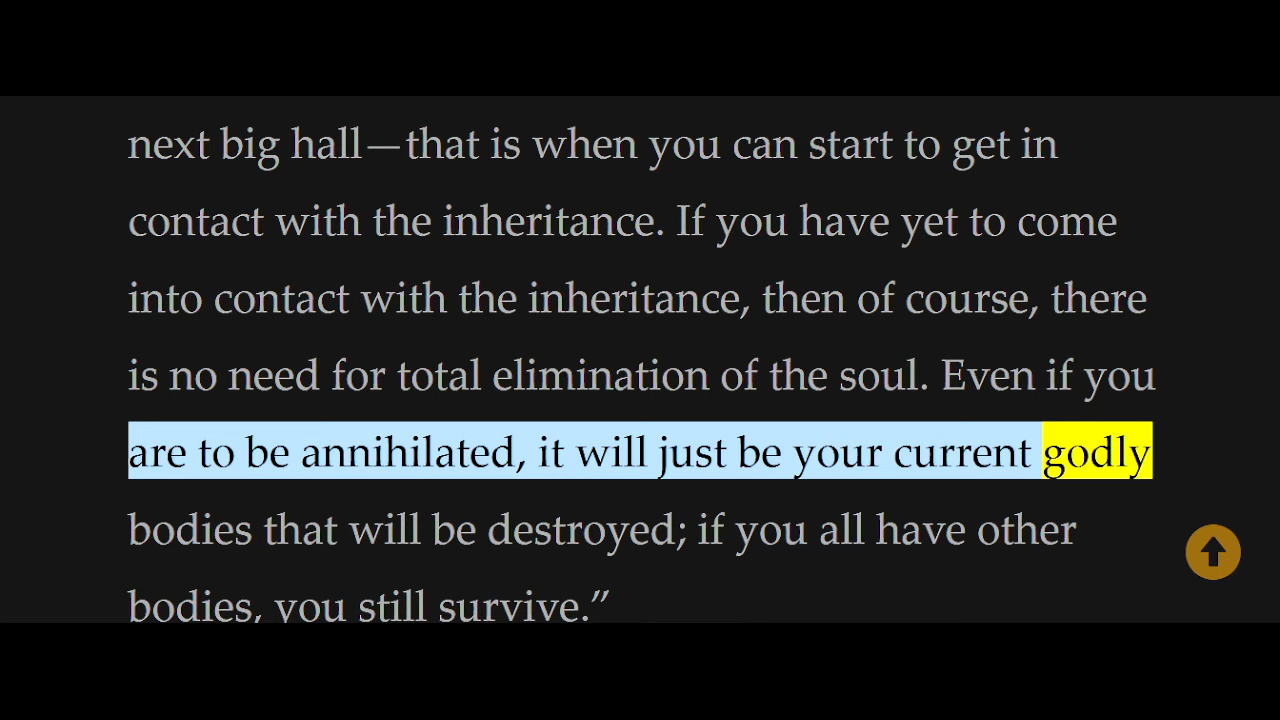 next big hall—that is when you can start to get in
contact with the inheritance. If you have yet to come
into contact with the inheritance, then of course, there
is no need for total elimination of the soul. Even if you
are to be annihilated, it will just be your current godly
bodies that will be destroyed; if you all have other
bodies, you still survive.”